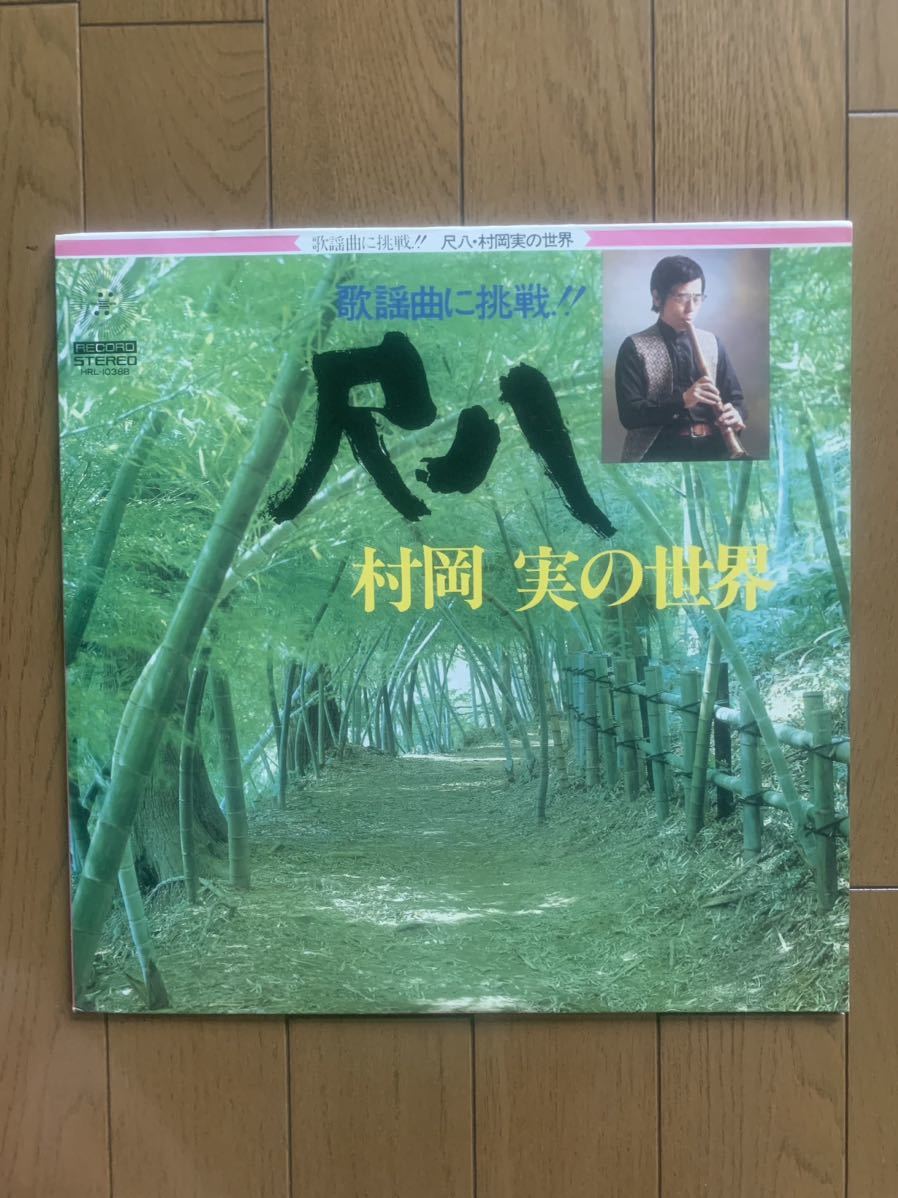 歌謡曲に挑戦!! 尺八・村岡実の世界
歌謡曲に挑戦!!
RECORD
STEREO
HRL-1038B
尺八
村岡 実の世界